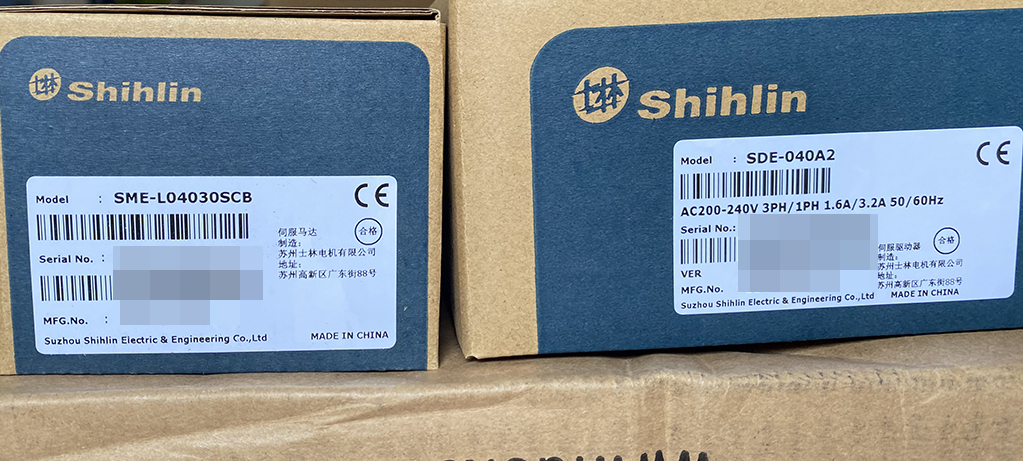 士林 Shihlin
Model : SME-L04030SCB
CE
Serial No. :
MFG.No. :
Suzhou Shihlin Electric & Engineering Co.,Ltd
伺服马达
制造:
苏州士林电机有限公司
地址:
苏州高新区广东街88号
合格
MADE IN CHINA
士林 Shihlin
Model : SDE-040A2
CE
AC200-240V 3PH/1PH 1.6A/3.2A 50/60Hz
Serial No.:
VER
MFG.No.
Suzhou Shihlin Electric & Engineering Co.,Ltd
伺服驱动器
制造:
苏州士林电机有限公司
地址:
苏州高新区广东街88号
合格
MADE IN CHINA